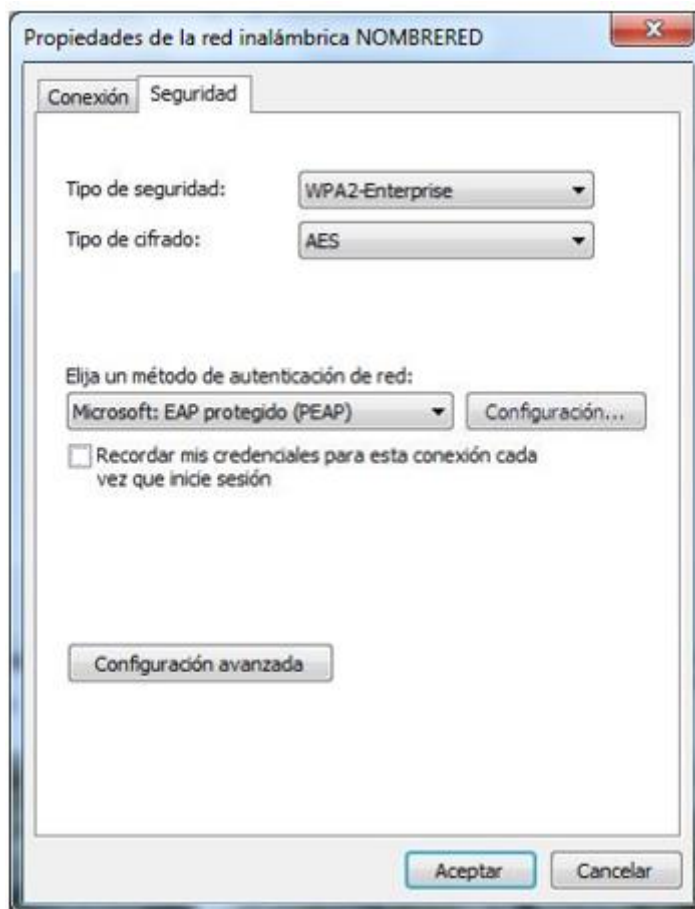 Propiedades de la red inalámbrica NOMBRERED
Conexión
Seguridad
Tipo de seguridad:
WPA2-Enterprise
Tipo de cifrado:
AES
Elija un método de autenticación de red:
Microsoft: EAP protegido (PEAP)
Configuración...
Recordar mis credenciales para esta conexión cada
vez que inicie sesión
Configuración avanzada
Aceptar
Cancelar